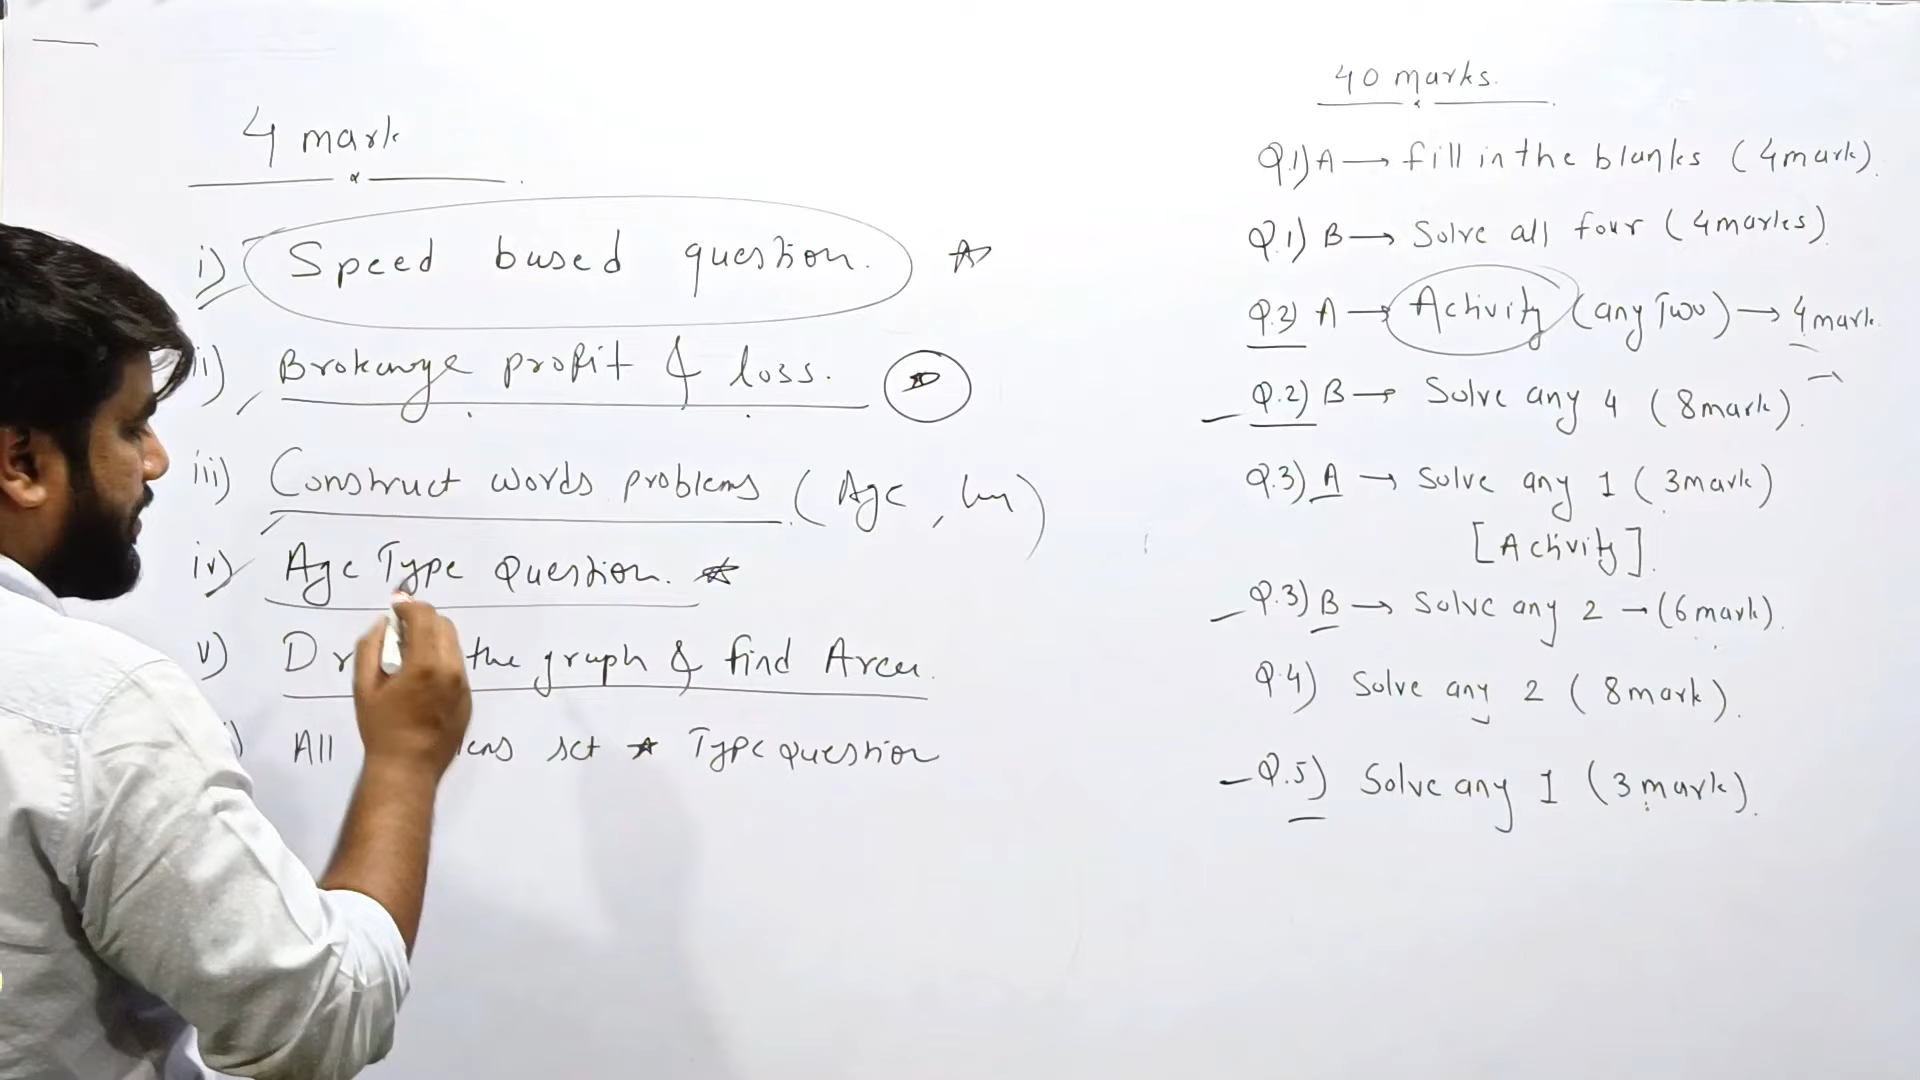 4 mark
i) Speed based question.
ii) Brokerage profit & loss.
iii) Construct words problems (Age,
iv) Age Type Question.
v) the graph & find Area.
All set Type question
40 marks.
Q.1) A → fill in the blanks (4mark).
Q.1) B → Solve all four (4marks)
Q.2) A → Activity (any Two) → 4mark.
Q.2) B → Solve any 4 (8mark).
Q.3) A → Solve any 1 (3mark)
[Activity].
Q.3) B → Solve any 2 → (6mark).
Q.4) Solve any 2 (8mark).
Q.5) Solve any 1 (3mark).